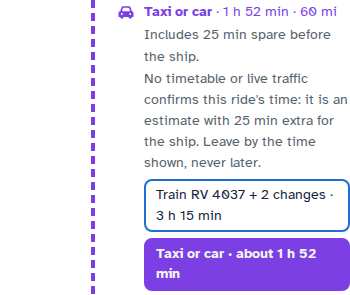 Taxi or car · 1 h 52 min · 60 mi
Includes 25 min spare before
the ship.
No timetable or live traffic
confirms this ride's time: it is an
estimate with 25 min extra for
the ship. Leave by the time
shown, never later.
Train RV 4037 + 2 changes ·
3 h 15 min
Taxi or car · about 1 h 52
min